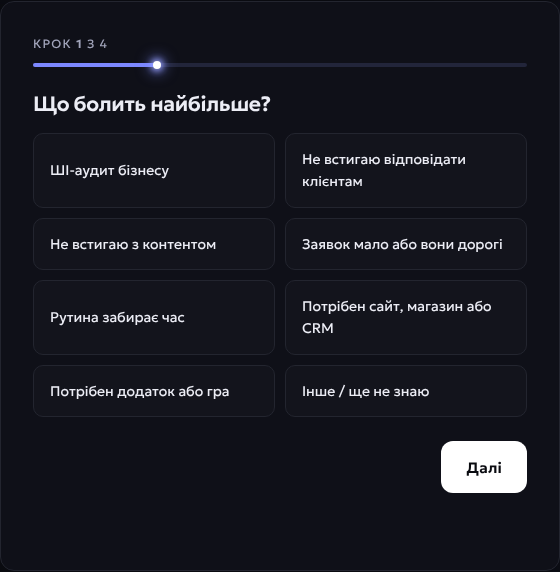 КРОК 1 З 4
Що болить найбільше?
ШІ-аудит бізнесу
Не встигаю відповідати
клієнтам
Не встигаю з контентом
Заявок мало або вони дорогі
Рутина забирає час
Потрібен сайт, магазин або
CRM
Потрібен додаток або гра
Інше / ще не знаю
Далі